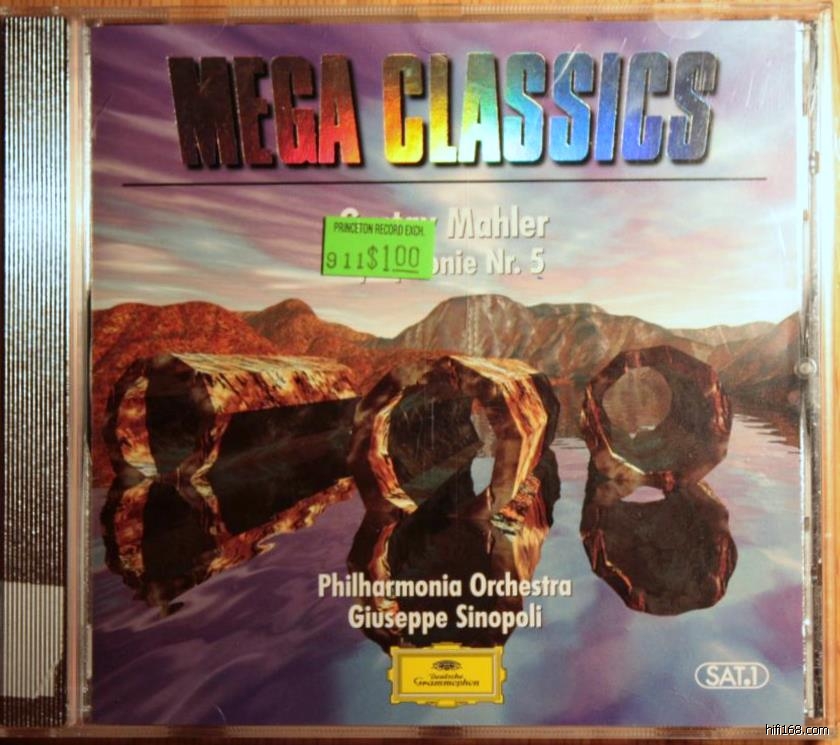 MEGA CLASSICS
Mahler
PRINCETON RECORD EXCH.
911 $1.00
Nr. 5
Philharmonia Orchestra
Giuseppe Sinopoli
Deutsche
Grammophon
SAT.1
hifi168.com